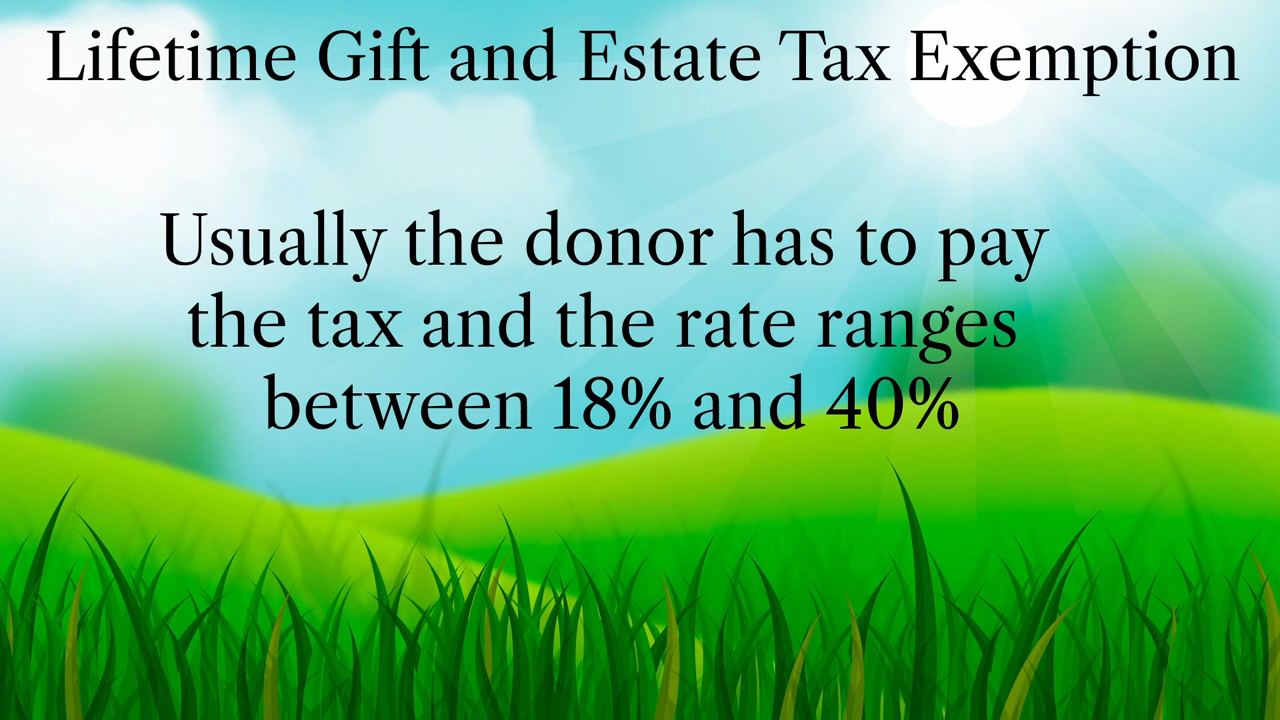 Lifetime Gift and Estate Tax Exemption
Usually the donor has to pay
the tax and the rate ranges
between 18% and 40%